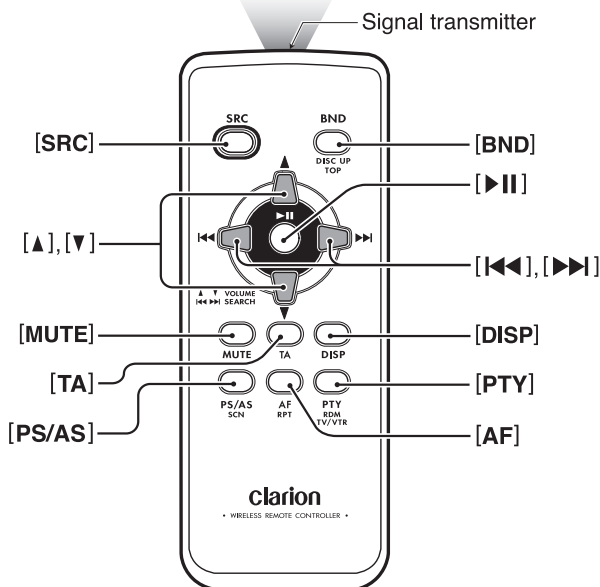 Signal transmitter
SRC
BND
[SRC]
[BND]
DISC UP
TOP
▲
[▶II]
▶II
[▲],[▼]
I◀◀
▶▶I
[I◀◀],[▶▶I]
▲ ▼ VOLUME
I◀◀ ▶▶I SEARCH
▼
[MUTE]
[DISP]
MUTE
TA
DISP
[TA]
[PTY]
PS/AS
SCN
AF
RPT
PTY
RDM
TV/VTR
[PS/AS]
[AF]
clarion
• WIRELESS REMOTE CONTROLLER •